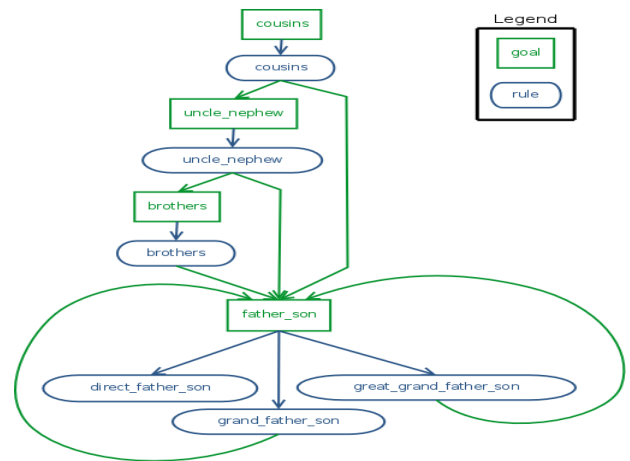 cousins
Legend
goal
cousins
rule
uncle_nephew
uncle_nephew
brothers
brothers
father_son
direct_father_son
great_grand_father_son
grand_father_son